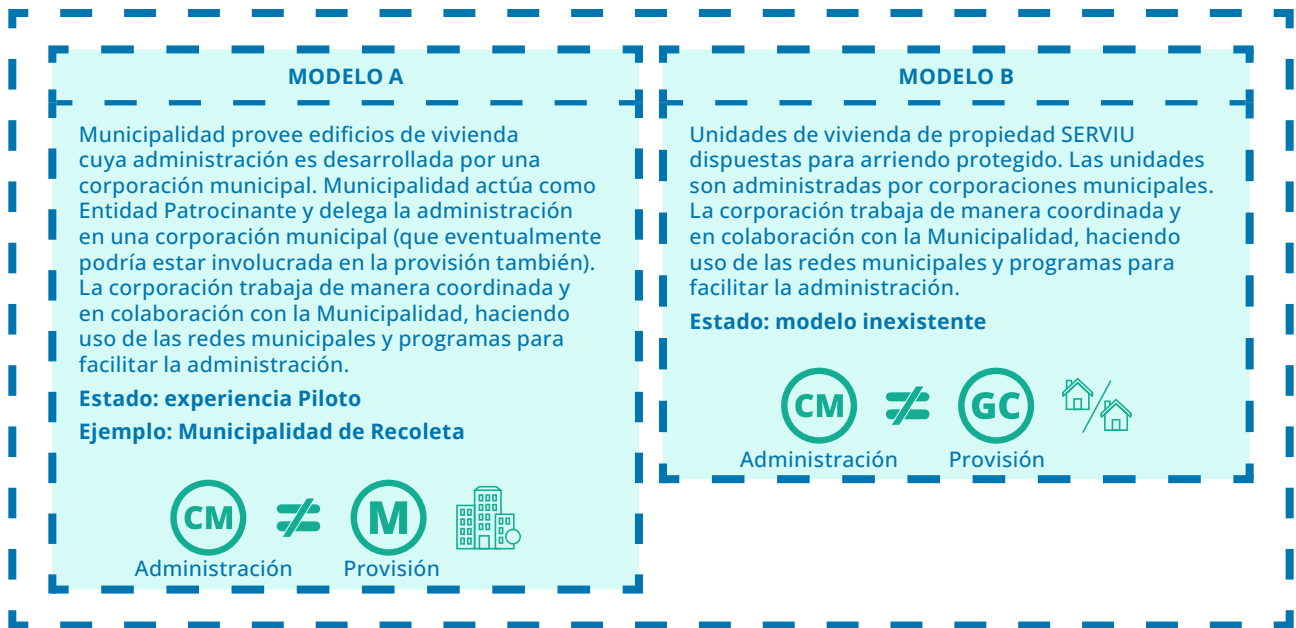 MODELO A
Municipalidad provee edificios de vivienda
cuya administración es desarrollada por una
corporación municipal. Municipalidad actúa como
Entidad Patrocinante y delega la administración
en una corporación municipal (que eventualmente
podría estar involucrada en la provisión también).
La corporación trabaja de manera coordinada y
en colaboración con la Municipalidad, haciendo
uso de las redes municipales y programas para
facilitar la administración.
Estado: experiencia Piloto
Ejemplo: Municipalidad de Recoleta
CM ≠ M
Administración Provisión
MODELO B
Unidades de vivienda de propiedad SERVIU
dispuestas para arriendo protegido. Las unidades
son administradas por corporaciones municipales.
La corporación trabaja de manera coordinada y
en colaboración con la Municipalidad, haciendo
uso de las redes municipales y programas para
facilitar la administración.
Estado: modelo inexistente
CM ≠ GC
Administración Provisión